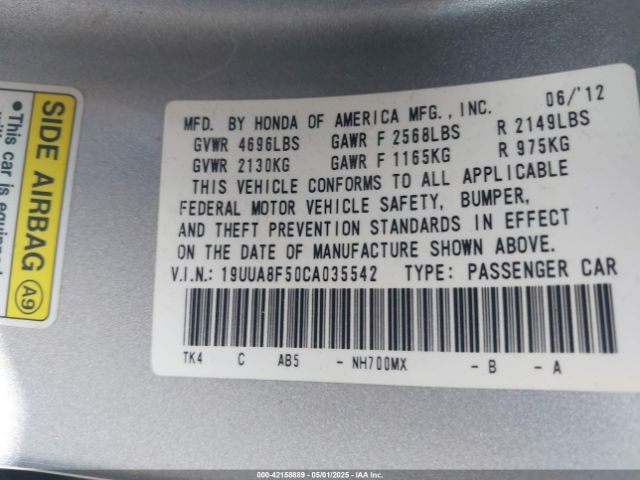 SIDE AIRBAG A9
•This car is equipped
MFD. BY HONDA OF AMERICA MFG., INC. 06/'12
GVWR 4696LBS GAWR F 2568LBS R 2149LBS
GVWR 2130KG GAWR F 1165KG R 975KG
THIS VEHICLE CONFORMS TO ALL APPLICABLE
FEDERAL MOTOR VEHICLE SAFETY, BUMPER,
AND THEFT PREVENTION STANDARDS IN EFFECT
ON THE DATE OF MANUFACTURE SHOWN ABOVE.
V.I.N.: 19UUA8F50CA035542 TYPE: PASSENGER CAR
TK4 C AB5 - NH700MX - B - A
000-42158889 - 05/01/2025 - IAA Inc.